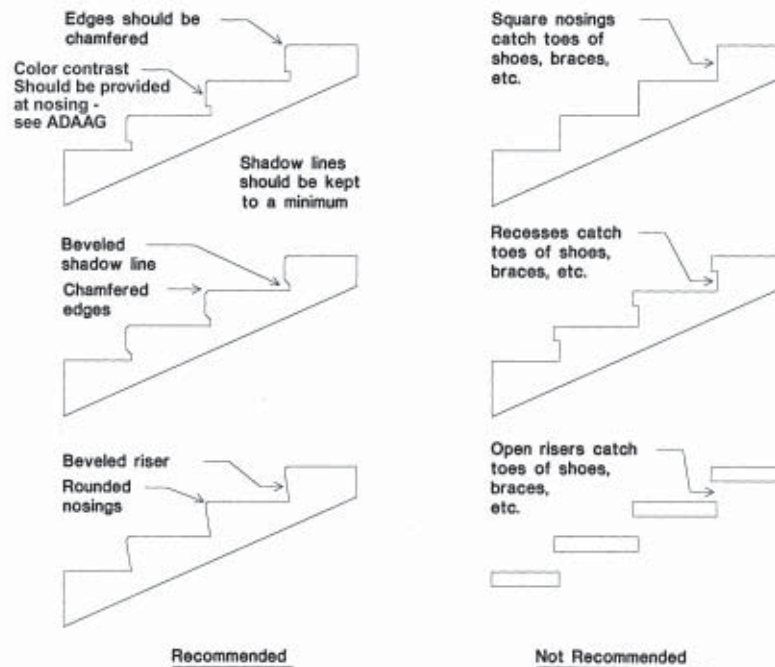 Edges should be
chamfered
Color contrast
Should be provided
at nosing -
see ADAAG
Shadow lines
should be kept
to a minimum
Square nosings
catch toes of
shoes, braces,
etc.
Beveled
shadow line
Chamfered
edges
Recesses catch
toes of shoes,
braces, etc.
Beveled riser
Rounded
nosings
Open risers catch
toes of shoes,
braces,
etc.
Recommended
Not Recommended